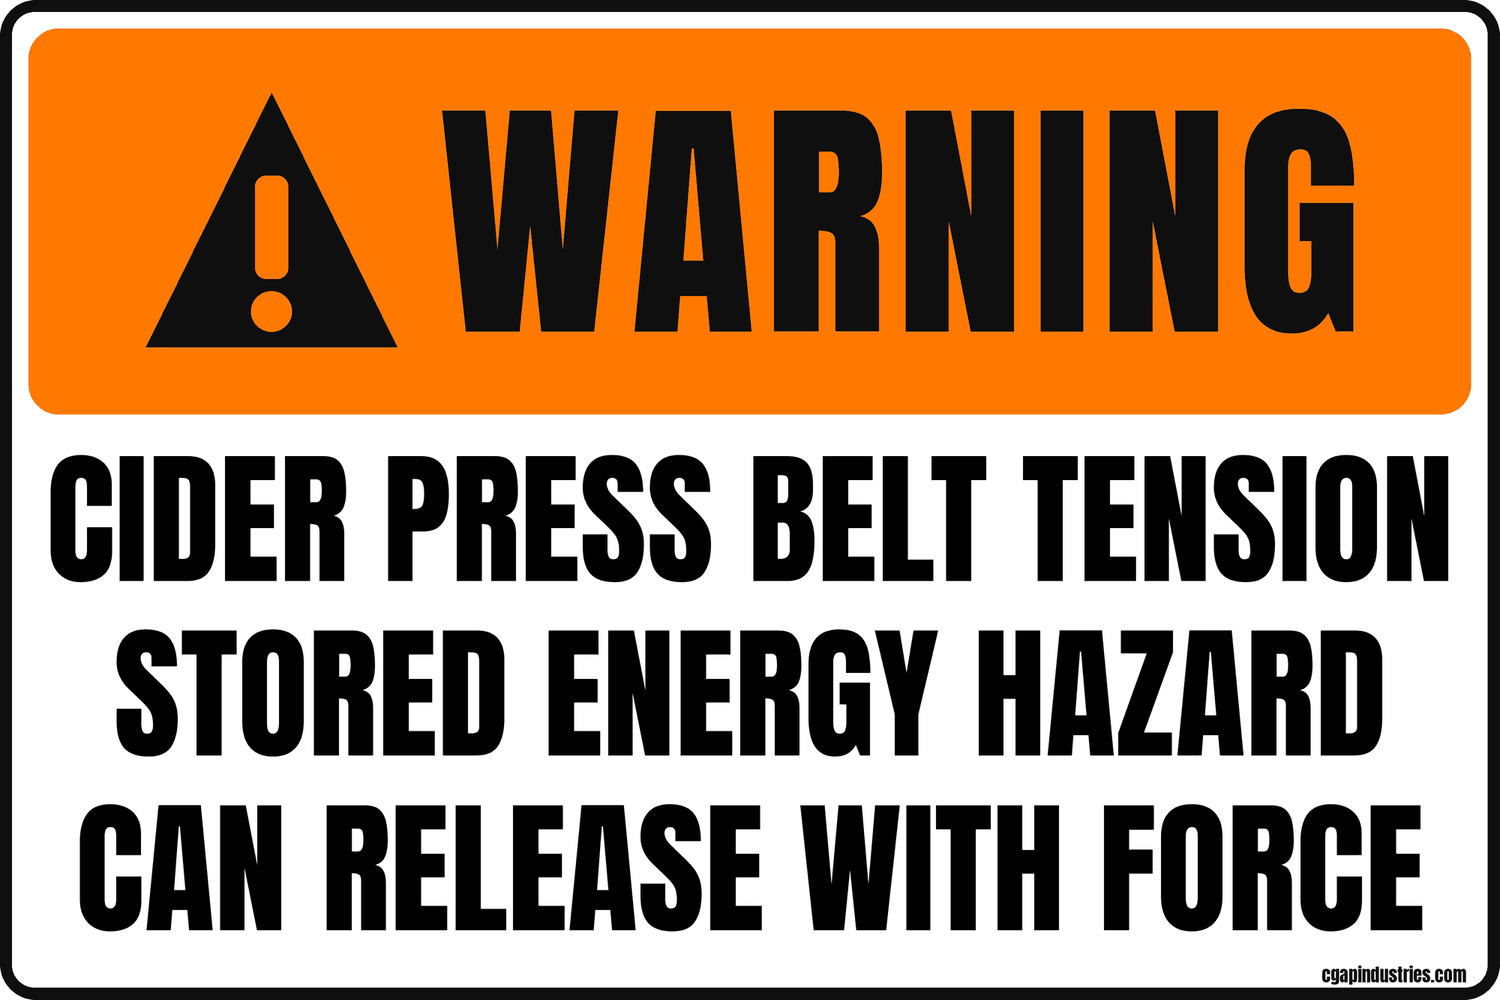 WARNING
CIDER PRESS BELT TENSION
STORED ENERGY HAZARD
CAN RELEASE WITH FORCE
cgapindustries.com